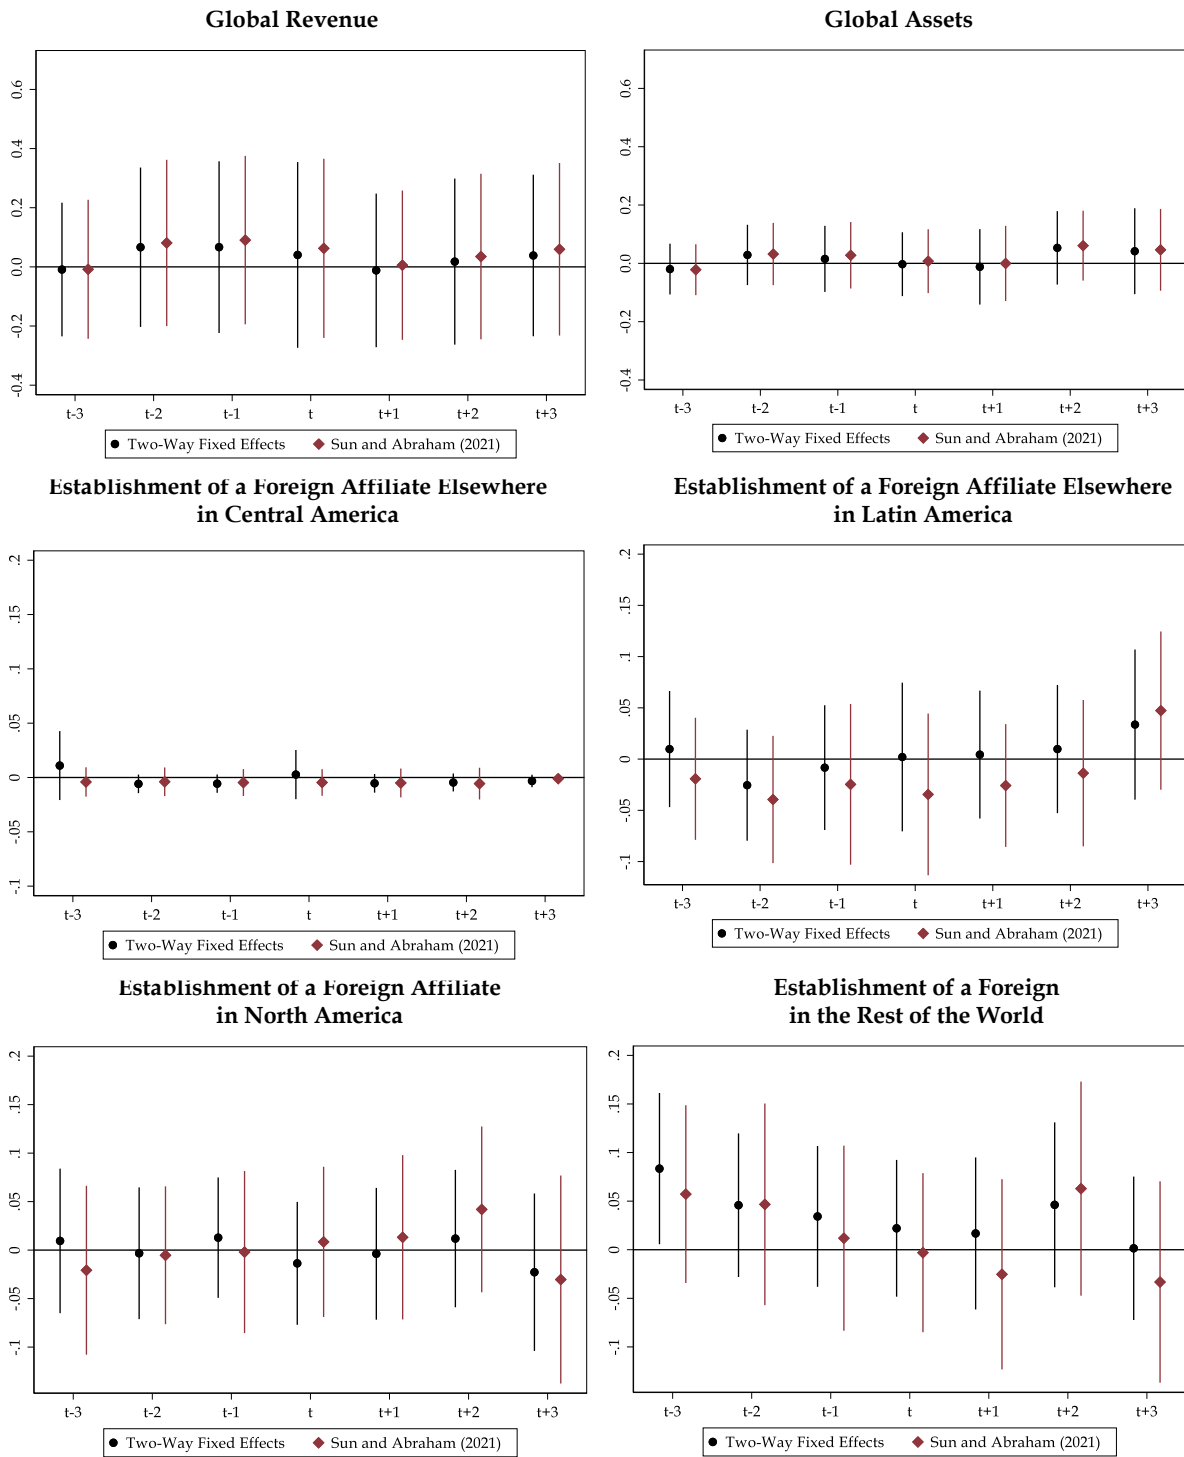 Global Revenue
0.6
0.4
0.2
0.0
-0.2
-0.4
t-3 t-2 t-1 t t+1 t+2 t+3
Two-Way Fixed Effects Sun and Abraham (2021)
Global Assets
0.6
0.4
0.2
0.0
-0.2
-0.4
t-3 t-2 t-1 t t+1 t+2 t+3
Two-Way Fixed Effects Sun and Abraham (2021)
Establishment of a Foreign Affiliate Elsewhere
in Central America
.2
.15
.1
.05
0
-.05
-.1
t-3 t-2 t-1 t t+1 t+2 t+3
Two-Way Fixed Effects Sun and Abraham (2021)
Establishment of a Foreign Affiliate Elsewhere
in Latin America
.2
.15
.1
.05
0
-.05
-.1
t-3 t-2 t-1 t t+1 t+2 t+3
Two-Way Fixed Effects Sun and Abraham (2021)
Establishment of a Foreign Affiliate
in North America
.2
.15
.1
.05
0
-.05
-.1
t-3 t-2 t-1 t t+1 t+2 t+3
Two-Way Fixed Effects Sun and Abraham (2021)
Establishment of a Foreign
in the Rest of the World
.2
.15
.1
.05
0
-.05
-.1
t-3 t-2 t-1 t t+1 t+2 t+3
Two-Way Fixed Effects Sun and Abraham (2021)